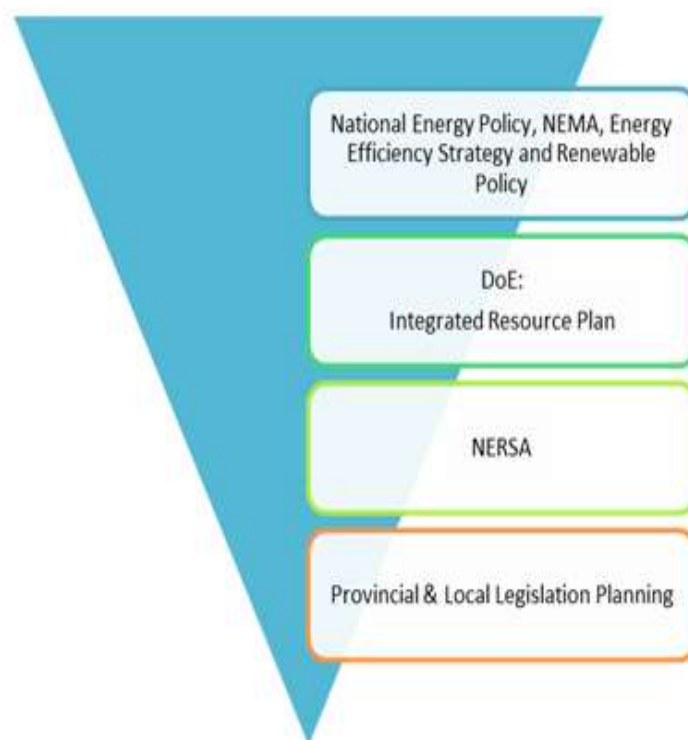 National Energy Policy, NEMA, Energy
Efficiency Strategy and Renewable
Policy
DoE:
Integrated Resource Plan
NERSA
Provincial & Local Legislation Planning